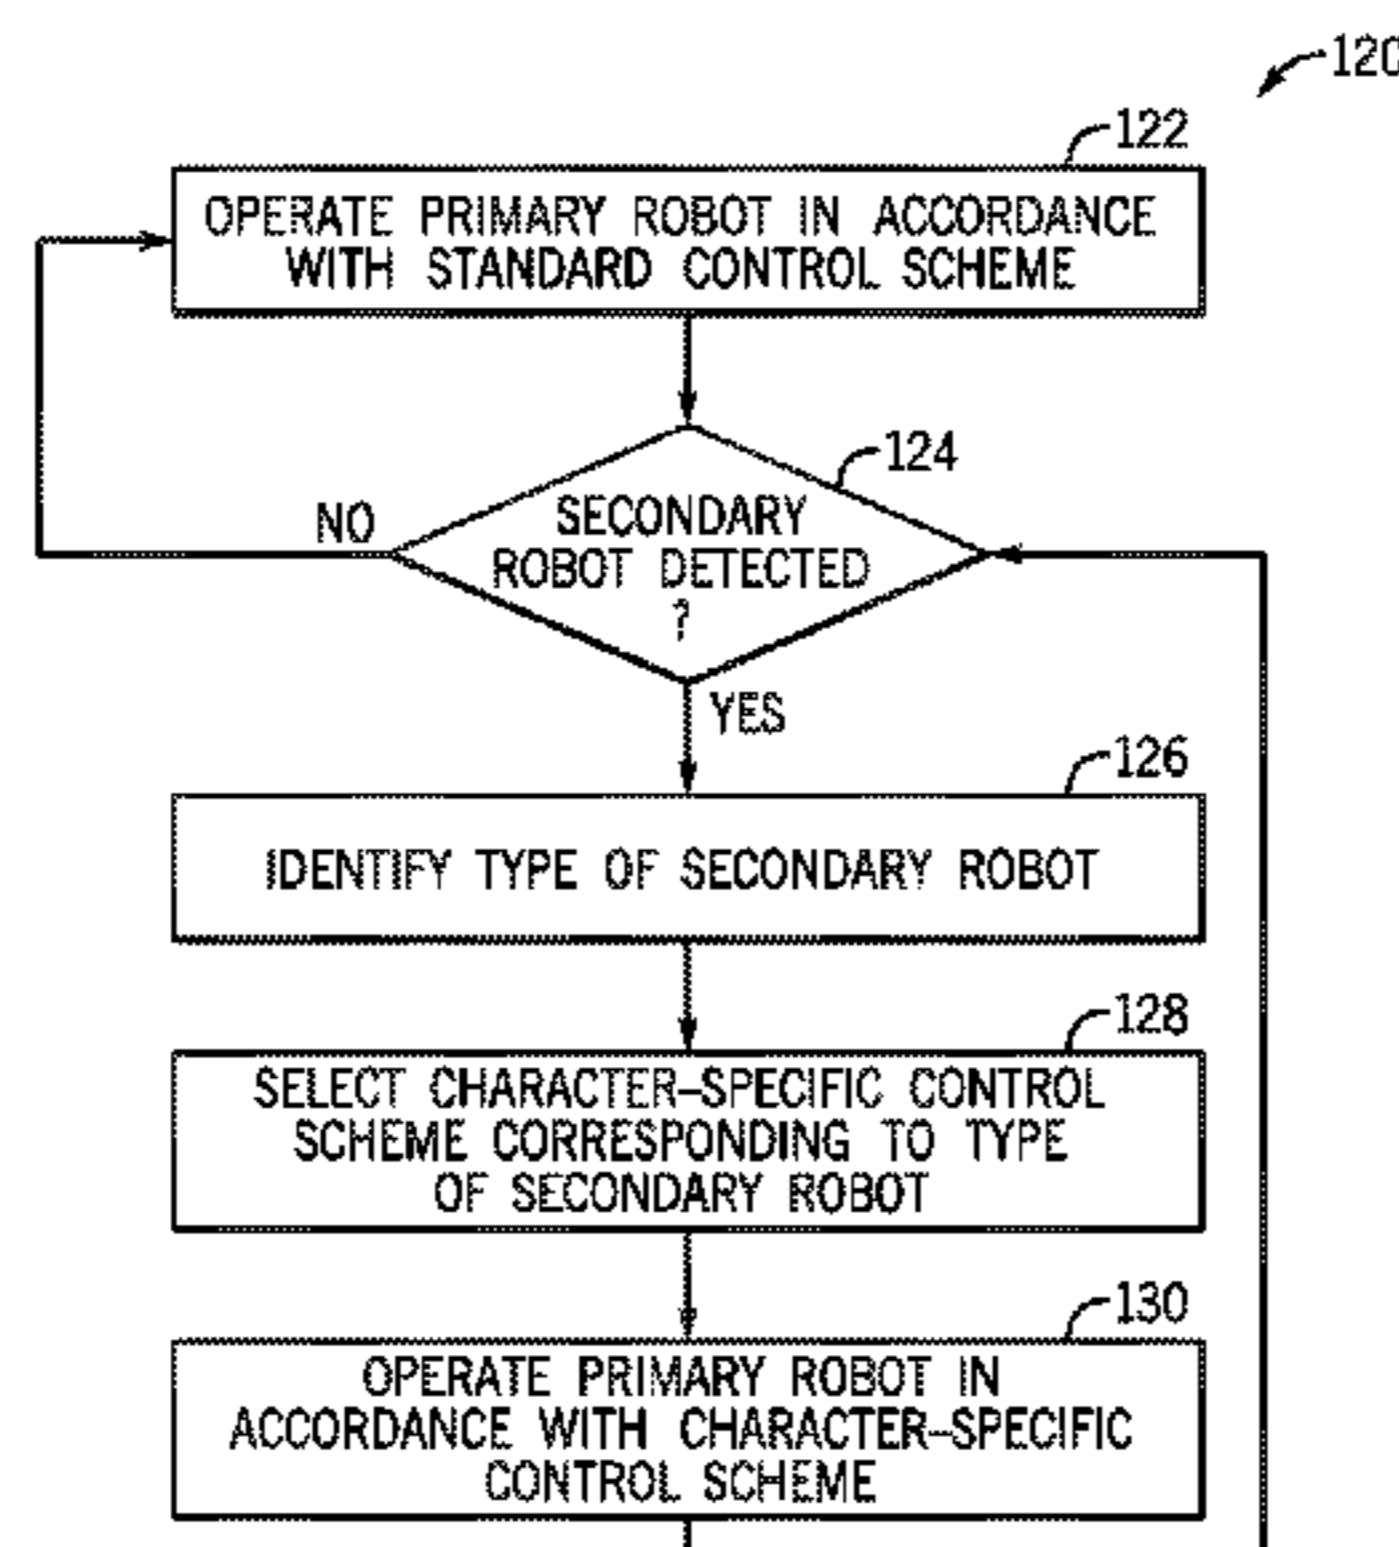 120
122
OPERATE PRIMARY ROBOT IN ACCORDANCE
WITH STANDARD CONTROL SCHEME
124
NO
SECONDARY
ROBOT DETECTED
?
YES
126
IDENTIFY TYPE OF SECONDARY ROBOT
128
SELECT CHARACTER-SPECIFIC CONTROL
SCHEME CORRESPONDING TO TYPE
OF SECONDARY ROBOT
130
OPERATE PRIMARY ROBOT IN
ACCORDANCE WITH CHARACTER-SPECIFIC
CONTROL SCHEME